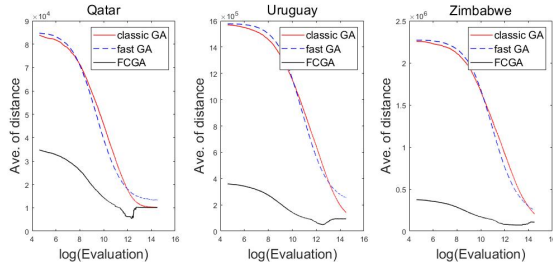 Qatar
×10^4
9
8
7
6
5
4
3
2
1
0
4 6 8 10 12 14 16
Ave. of distance
log(Evaluation)
classic GA
fast GA
FCGA
Uruguay
×10^5
16
14
12
10
8
6
4
2
0
4 6 8 10 12 14 16
Ave. of distance
log(Evaluation)
classic GA
fast GA
FCGA
Zimbabwe
×10^6
2.5
2
1.5
1
0.5
0
4 6 8 10 12 14 16
Ave. of distance
log(Evaluation)
classic GA
fast GA
FCGA